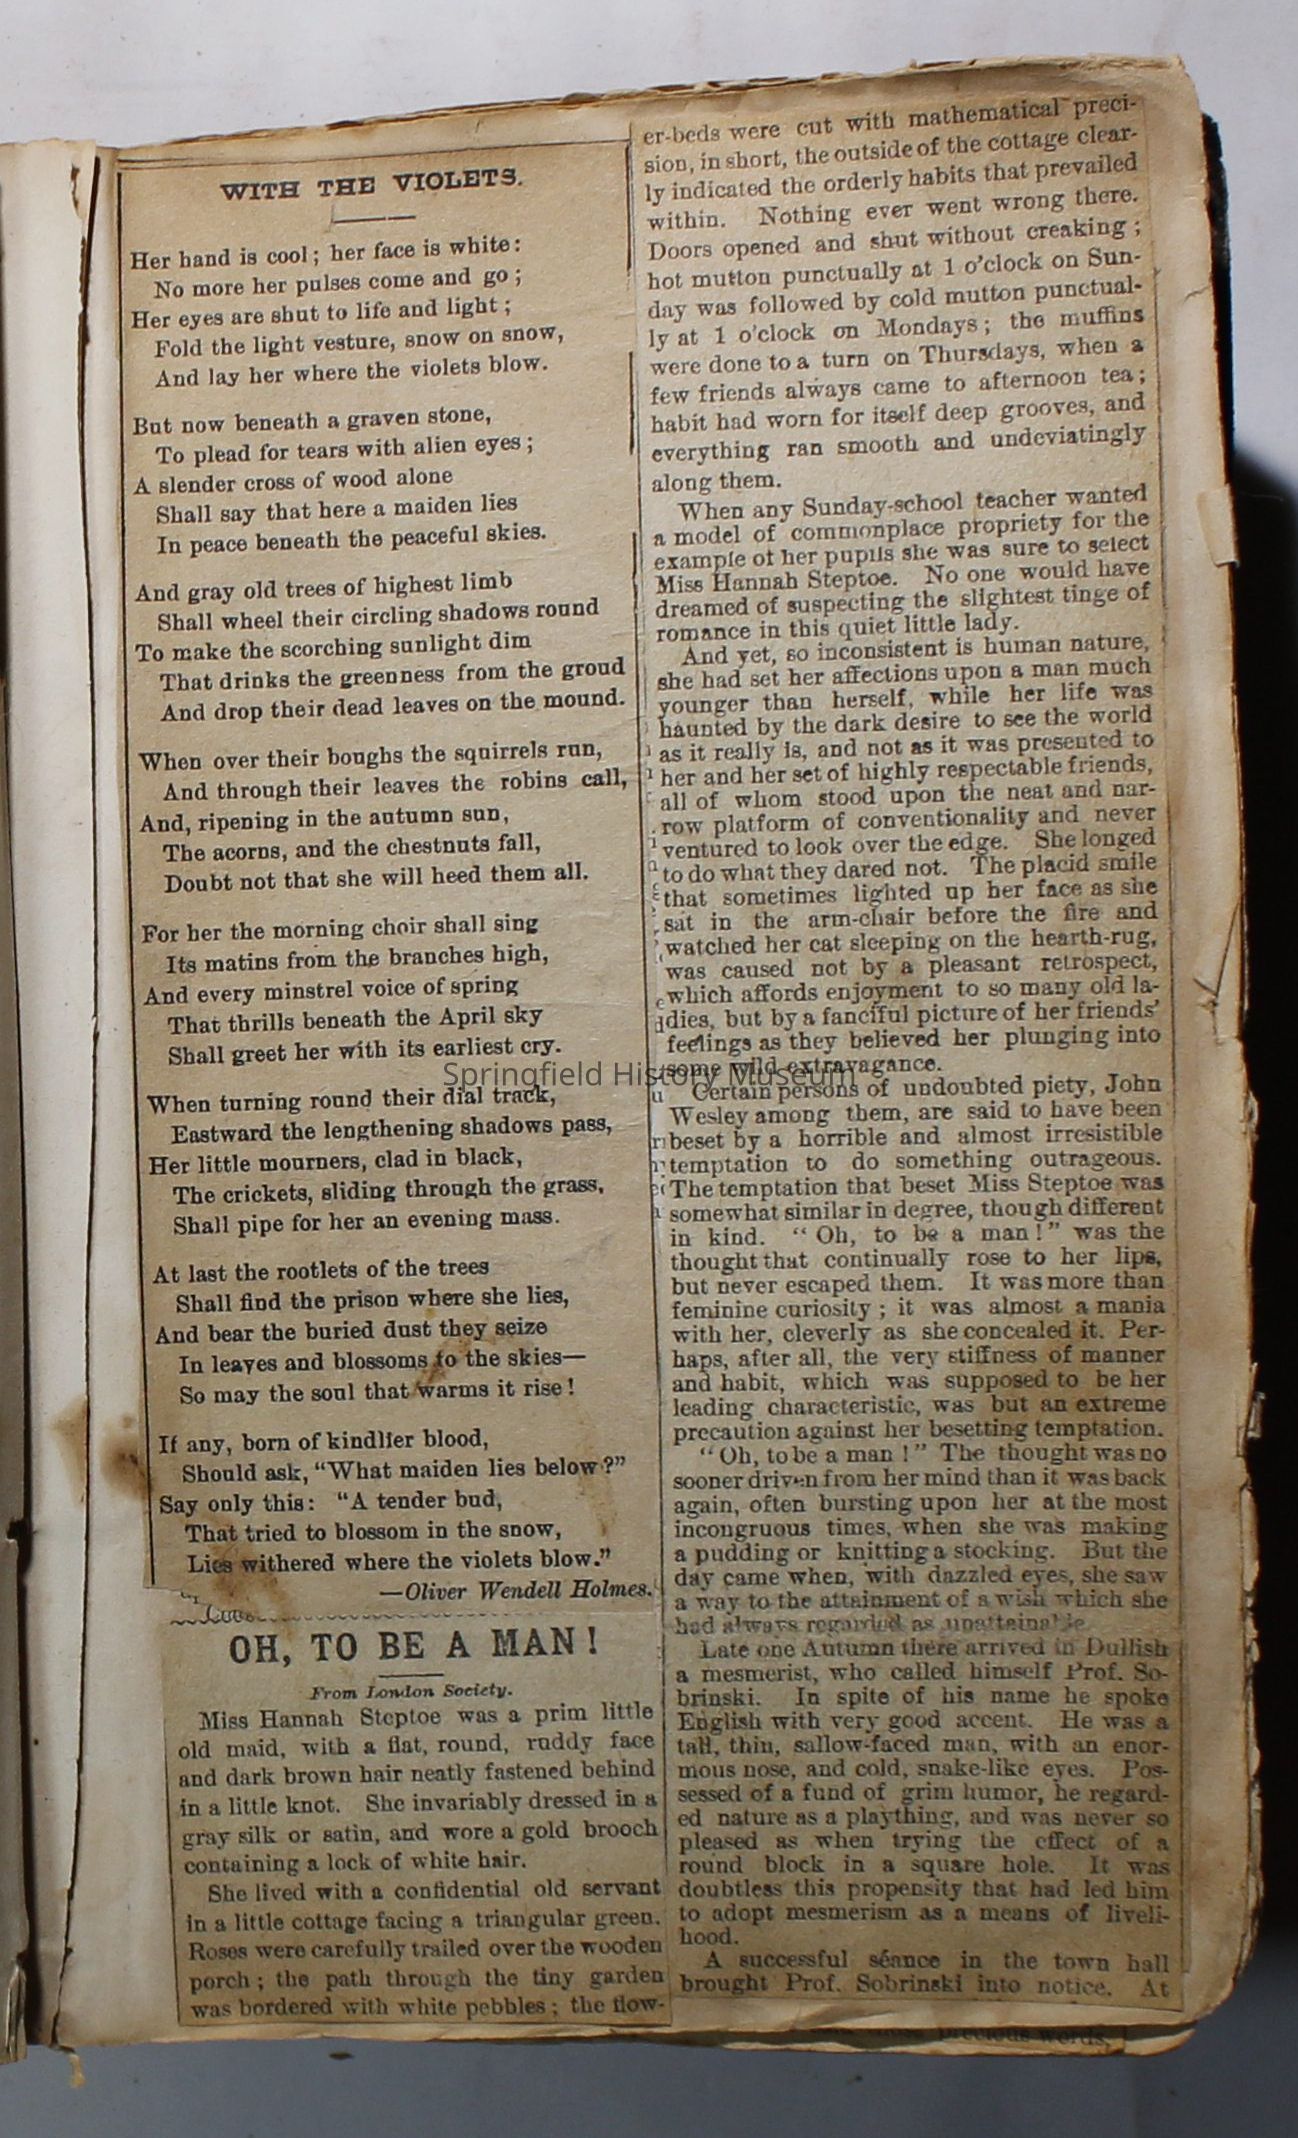 WITH THE VIOLETS.
Her hand is cool; her face is white:
No more her pulses come and go;
Her eyes are shut to life and light;
Fold the light vesture, snow on snow,
And lay her where the violets blow.
But now beneath a graven stone,
To plead for tears with alien eyes;
A slender cross of wood alone
Shall say that here a maiden lies
In peace beneath the peaceful skies.
And gray old trees of highest limb
Shall wheel their circling shadows round
To make the scorching sunlight dim
That drinks the greenness from the groud
And drop their dead leaves on the mound.
When over their boughs the squirrels run,
And through their leaves the robins call,
And, ripening in the autumn sun,
The acorns, and the chestnuts fall,
Doubt not that she will heed them all.
For her the morning choir shall sing
Its matins from the branches high,
And every minstrel voice of spring
That thrills beneath the April sky
Shall greet her with its earliest cry.
When turning round their dial track,
Eastward the lengthening shadows pass,
Her little mourners, clad in black,
The crickets, sliding through the grass,
Shall pipe for her an evening mass.
At last the rootlets of the trees
Shall find the prison where she lies,
And bear the buried dust they seize
In leaves and blossoms to the skies—
So may the soul that warms it rise!
If any, born of kindlier blood,
Should ask, "What maiden lies below?"
Say only this: "A tender bud,
That tried to blossom in the snow,
Lies withered where the violets blow."
—Oliver Wendell Holmes.
OH, TO BE A MAN!
From London Society.
Miss Hannah Steptoe was a prim little
old maid, with a flat, round, ruddy face
and dark brown hair neatly fastened behind
in a little knot. She invariably dressed in a
gray silk or satin, and wore a gold brooch
containing a lock of white hair.
She lived with a confidential old servant
in a little cottage facing a triangular green.
Roses were carefully trailed over the wooden
porch; the path through the tiny garden
was bordered with white pebbles; the flow-
er-beds were cut with mathematical preci-
sion, in short, the outside of the cottage clear-
ly indicated the orderly habits that prevailed
within. Nothing ever went wrong there.
Doors opened and shut without creaking;
hot mutton punctually at 1 o'clock on Sun-
day was followed by cold mutton punctual-
ly at 1 o'clock on Mondays; the muffins
were done to a turn on Thursdays, when a
few friends always came to afternoon tea;
habit had worn for itself deep grooves, and
everything ran smooth and undeviatingly
along them.
When any Sunday-school teacher wanted
a model of commonplace propriety for the
example of her pupils she was sure to select
Miss Hannah Steptoe. No one would have
dreamed of suspecting the slightest tinge of
romance in this quiet little lady.
And yet, so inconsistent is human nature,
she had set her affections upon a man much
younger than herself, while her life was
haunted by the dark desire to see the world
as it really is, and not as it was presented to
her and her set of highly respectable friends,
all of whom stood upon the neat and nar-
row platform of conventionality and never
ventured to look over the edge. She longed
to do what they dared not. The placid smile
that sometimes lighted up her face as she
sat in the arm-chair before the fire and
watched her cat sleeping on the hearth-rug,
was caused not by a pleasant retrospect,
which affords enjoyment to so many old la-
dies, but by a fanciful picture of her friends'
feelings as they believed her plunging into
some wild extravagance.
Springfield History Museum
Certain persons of undoubted piety, John
Wesley among them, are said to have been
beset by a horrible and almost irresistible
temptation to do something outrageous.
The temptation that beset Miss Steptoe was
somewhat similar in degree, though different
in kind. "Oh, to be a man!" was the
thought that continually rose to her lips,
but never escaped them. It was more than
feminine curiosity; it was almost a mania
with her, cleverly as she concealed it. Per-
haps, after all, the very stiffness of manner
and habit, which was supposed to be her
leading characteristic, was but an extreme
precaution against her besetting temptation.
"Oh, to be a man!" The thought was no
sooner driven from her mind than it was back
again, often bursting upon her at the most
incongruous times, when she was making
a pudding or knitting a stocking. But the
day came when, with dazzled eyes, she saw
a way to the attainment of a wish which she
had always regarded as unattainable.
Late one Autumn there arrived in Dullish
a mesmerist, who called himself Prof. So-
brinski. In spite of his name he spoke
English with very good accent. He was a
tall, thin, sallow-faced man, with an enor-
mous nose, and cold, snake-like eyes. Pos-
sessed of a fund of grim humor, he regard-
ed nature as a plaything, and was never so
pleased as when trying the effect of a
round block in a square hole. It was
doubtless this propensity that had led him
to adopt mesmerism as a means of liveli-
hood.
A successful séance in the town hall
brought Prof. Sobrinski into notice. At
precious words.